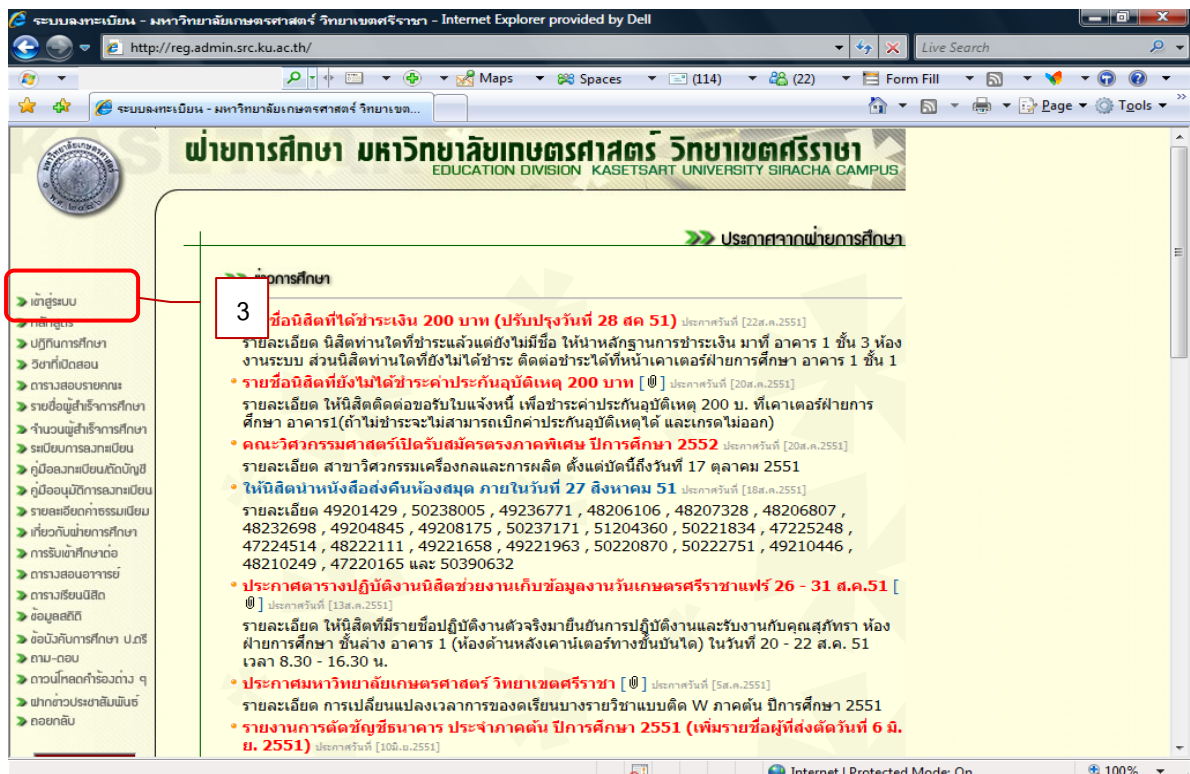 ระบบลงทะเบียน - มหาวิทยาลัยเกษตรศาสตร์ วิทยาเขตศรีราชา - Internet Explorer provided by Dell
http://reg.admin.src.ku.ac.th/
Live Search
Maps Spaces (114) (22) Form Fill
ระบบลงทะเบียน - มหาวิทยาลัยเกษตรศาสตร์ วิทยาเขต...
Page Tools
ฝ่ายการศึกษา มหาวิทยาลัยเกษตรศาสตร์ วิทยาเขตศรีราชา
EDUCATION DIVISION KASETSART UNIVERSITY SIRACHA CAMPUS
ประกาศจากฝ่ายการศึกษา
เข้าสู่ระบบ
หลักสูตร
ปฏิทินการศึกษา
วิชาที่เปิดสอน
ตารางสอบรายคณะ
รายชื่อผู้สำเร็จการศึกษา
จำนวนผู้สำเร็จการศึกษา
ระเบียบการลงทะเบียน
คู่มือลงทะเบียน/ตัดบัญชี
คู่มืออนุมัติการลงทะเบียน
รายละเอียดค่าธรรมเนียม
เกี่ยวกับฝ่ายการศึกษา
การรับเข้าศึกษาต่อ
ตารางสอนอาจารย์
ตารางเรียนนิสิต
ข้อมูลสถิติ
ข้อบังคับการศึกษา ป.ตรี
ถาม-ตอบ
ดาวน์โหลดคำร้องต่าง ๆ
ฝากข่าวประชาสัมพันธ์
ถอยกลับ
3
ข่าวการศึกษา
ชื่อนิสิตที่ได้ชำระเงิน 200 บาท (ปรับปรุงวันที่ 28 สค 51) ประกาศวันที่ [22ส.ค.2551]
รายละเอียด นิสิตท่านใดที่ชำระแล้วแต่ยังไม่มีชื่อ ให้นำหลักฐานการชำระเงิน มาที่ อาคาร 1 ชั้น 3 ห้อง
งานระบบ ส่วนนิสิตท่านใดที่ยังไม่ได้ชำระ ติดต่อชำระได้ที่หน้าเคาเตอร์ฝ่ายการศึกษา อาคาร 1 ชั้น 1
รายชื่อนิสิตที่ยังไม่ได้ชำระค่าประกันอุบัติเหตุ 200 บาท [ ] ประกาศวันที่ [20ส.ค.2551]
รายละเอียด ให้นิสิตติดต่อขอรับใบแจ้งหนี้ เพื่อชำระค่าประกันอุบัติเหตุ 200 บ. ที่เคาเตอร์ฝ่ายการ
ศึกษา อาคาร1(ถ้าไม่ชำระจะไม่สามารถเบิกค่าประกันอุบัติเหตุได้ และเกรดไม่ออก)
คณะวิศวกรรมศาสตร์เปิดรับสมัครตรงภาคพิเศษ ปีการศึกษา 2552 ประกาศวันที่ [20ส.ค.2551]
รายละเอียด สาขาวิศวกรรมเครื่องกลและการผลิต ตั้งแต่บัดนี้ถึงวันที่ 17 ตุลาคม 2551
ให้นิสิตนำหนังสือส่งคืนห้องสมุด ภายในวันที่ 27 สิงหาคม 51 ประกาศวันที่ [18ส.ค.2551]
รายละเอียด 49201429 , 50238005 , 49236771 , 48206106 , 48207328 , 48206807 ,
48232698 , 49204845 , 49208175 , 50237171 , 51204360 , 50221834 , 47225248 ,
47224514 , 48222111 , 49221658 , 49221963 , 50220870 , 50222751 , 49210446 ,
48210249 , 47220165 และ 50390632
ประกาศตารางปฏิบัติงานนิสิตช่วยงานเก็บข้อมูลงานวันเกษตรศรีราชาแฟร์ 26 - 31 ส.ค.51 [
] ประกาศวันที่ [13ส.ค.2551]
รายละเอียด ให้นิสิตที่มีรายชื่อปฏิบัติงานตัวจริงมายืนยันการปฏิบัติงานและรับงานกับคุณสุภัทรา ห้อง
ฝ่ายการศึกษา ชั้นล่าง อาคาร 1 (ห้องด้านหลังเคาน์เตอร์ทางขึ้นบันได) ในวันที่ 20 - 22 ส.ค. 51
เวลา 8.30 - 16.30 น.
ประกาศมหาวิทยาลัยเกษตรศาสตร์ วิทยาเขตศรีราชา [ ] ประกาศวันที่ [5ส.ค.2551]
รายละเอียด การเปลี่ยนแปลงเวลาการของดเรียนบางรายวิชาแบบติด W ภาคต้น ปีการศึกษา 2551
รายงานการตัดบัญชีธนาคาร ประจำภาคต้น ปีการศึกษา 2551 (เพิ่มรายชื่อผู้ที่ส่งตัดวันที่ 6 มิ.
ย. 2551) ประกาศวันที่ [10มิ.ย.2551]
Internet | Protected Mode: On 100%